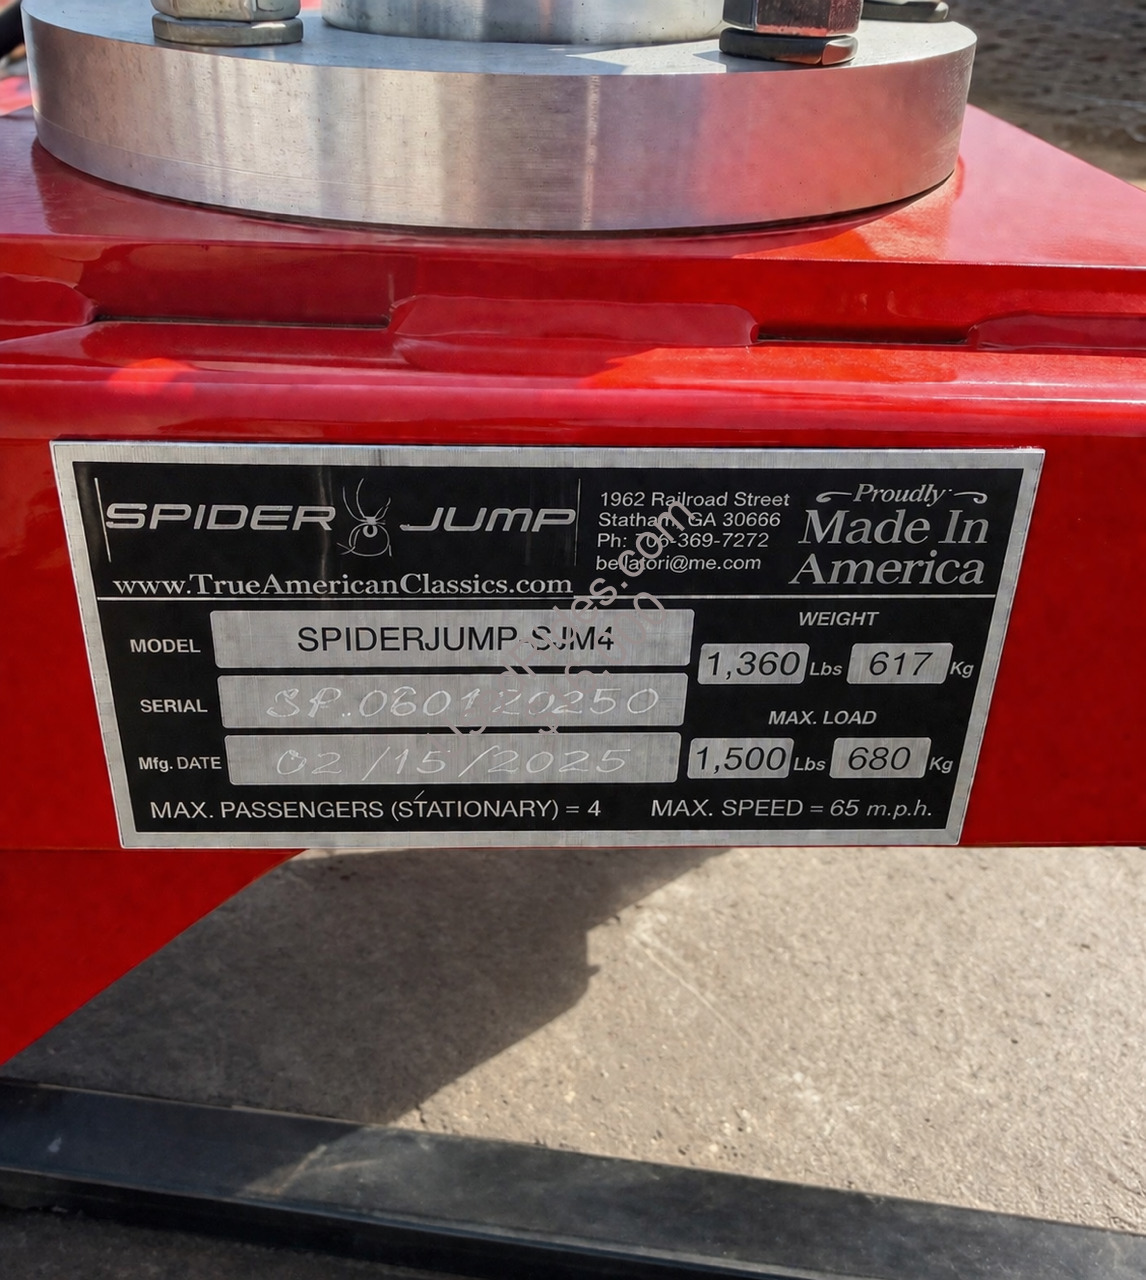 SPIDER JUMP
www.TrueAmericanClassics.com
1962 Railroad Street
Statham, GA 30666
Ph: 706-369-7272
bellatori@me.com
Proudly
Made In
America
MODEL SPIDERJUMP-SJM4
SERIAL SP.060120250
Mfg. DATE 02/15/2025
WEIGHT
1,360 Lbs 617 Kg
MAX. LOAD
1,500 Lbs 680 Kg
MAX. PASSENGERS (STATIONARY) = 4 MAX. SPEED = 65 m.p.h.